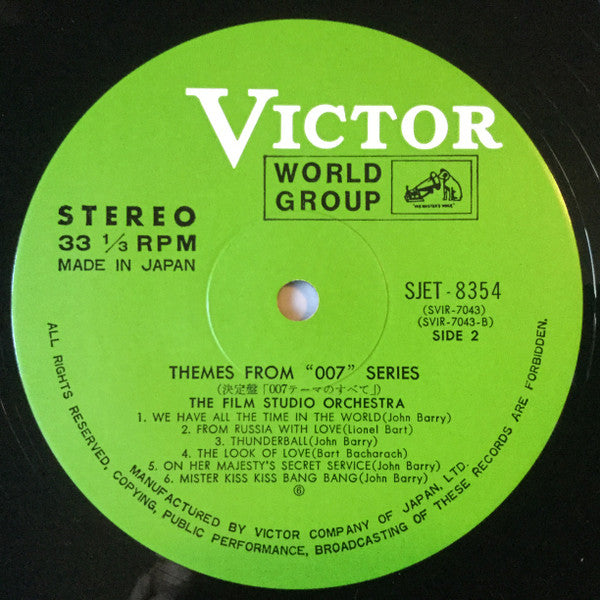 VICTOR
WORLD
GROUP
"HIS MASTER'S VOICE"
STEREO
33 1/3 RPM
MADE IN JAPAN
SJET-8354
(SVIR-7043)
(SVIR-7043-B)
SIDE 2
THEMES FROM "007" SERIES
(決定盤「007テーマのすべて」)
THE FILM STUDIO ORCHESTRA
1. WE HAVE ALL THE TIME IN THE WORLD(John Barry)
2. FROM RUSSIA WITH LOVE(Lionel Bart)
3. THUNDERBALL(John Barry)
4. THE LOOK OF LOVE(Bart Bacharach)
5. ON HER MAJESTY'S SECRET SERVICE(John Barry)
6. MISTER KISS KISS BANG BANG(John Barry)
⑥
MANUFACTURED BY VICTOR COMPANY OF JAPAN, LTD.
ALL RIGHTS RESERVED. COPYING, PUBLIC PERFORMANCE, BROADCASTING OF THESE RECORDS ARE FORBIDDEN.